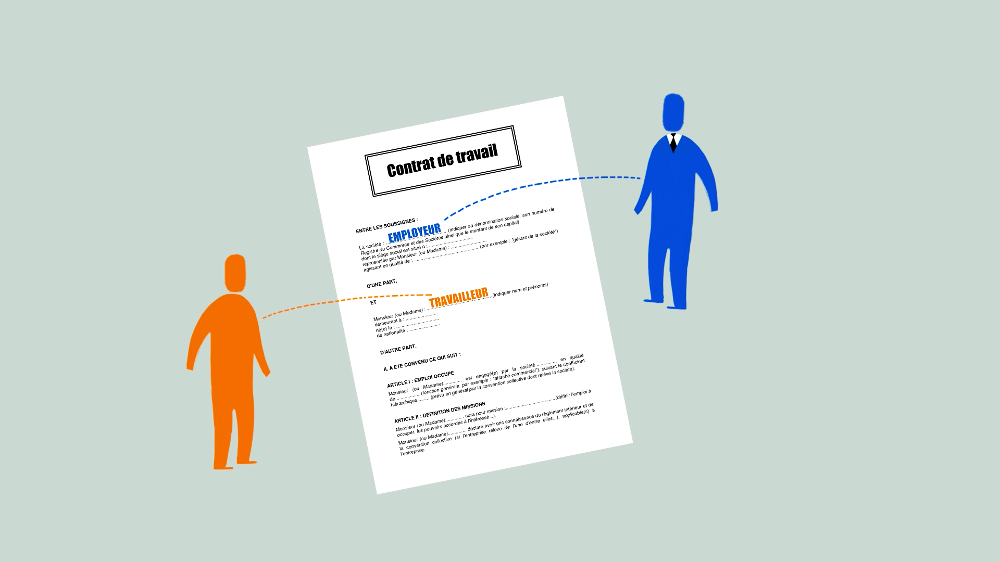 Contrat de travail
ENTRE LES SOUSSIGNES :
La société : ..EMPLOYEUR... (indiquer sa dénomination sociale, son numéro de
Registre du Commerce et des Sociétés ainsi que le montant de son capital)
dont le siège social est situé à : ..............................
représentée par Monsieur (ou Madame) : ........................
agissant en qualité de : ............................................ (par exemple : "gérant de la société")
D'UNE PART,
ET
Monsieur (ou Madame) : TRAVAILLEUR...(indiquer nom et prénoms)
demeurant à : ......................
né(e) le : .............................
de nationalité : .....................
D'AUTRE PART,
IL A ETE CONVENU CE QUI SUIT :
ARTICLE I : EMPLOI OCCUPE
Monsieur (ou Madame)............. est engagé(e) par la société..............., en qualité
de................. (fonction générale, par exemple : "attaché commercial"), suivant le coefficient
hiérarchique........ (prévu en général par la convention collective dont relève la société).
ARTICLE II : DEFINITION DES MISSIONS
Monsieur (ou Madame)............. aura pour mission :...................................(définir l'emploi à
occuper, les pouvoirs accordés à l'intéressé...).
Monsieur (ou Madame)............. déclare avoir pris connaissance du règlement intérieur et de
la convention collective (si l'entreprise relève de l'une d'entre elles...), applicable(s) à
l'entreprise.